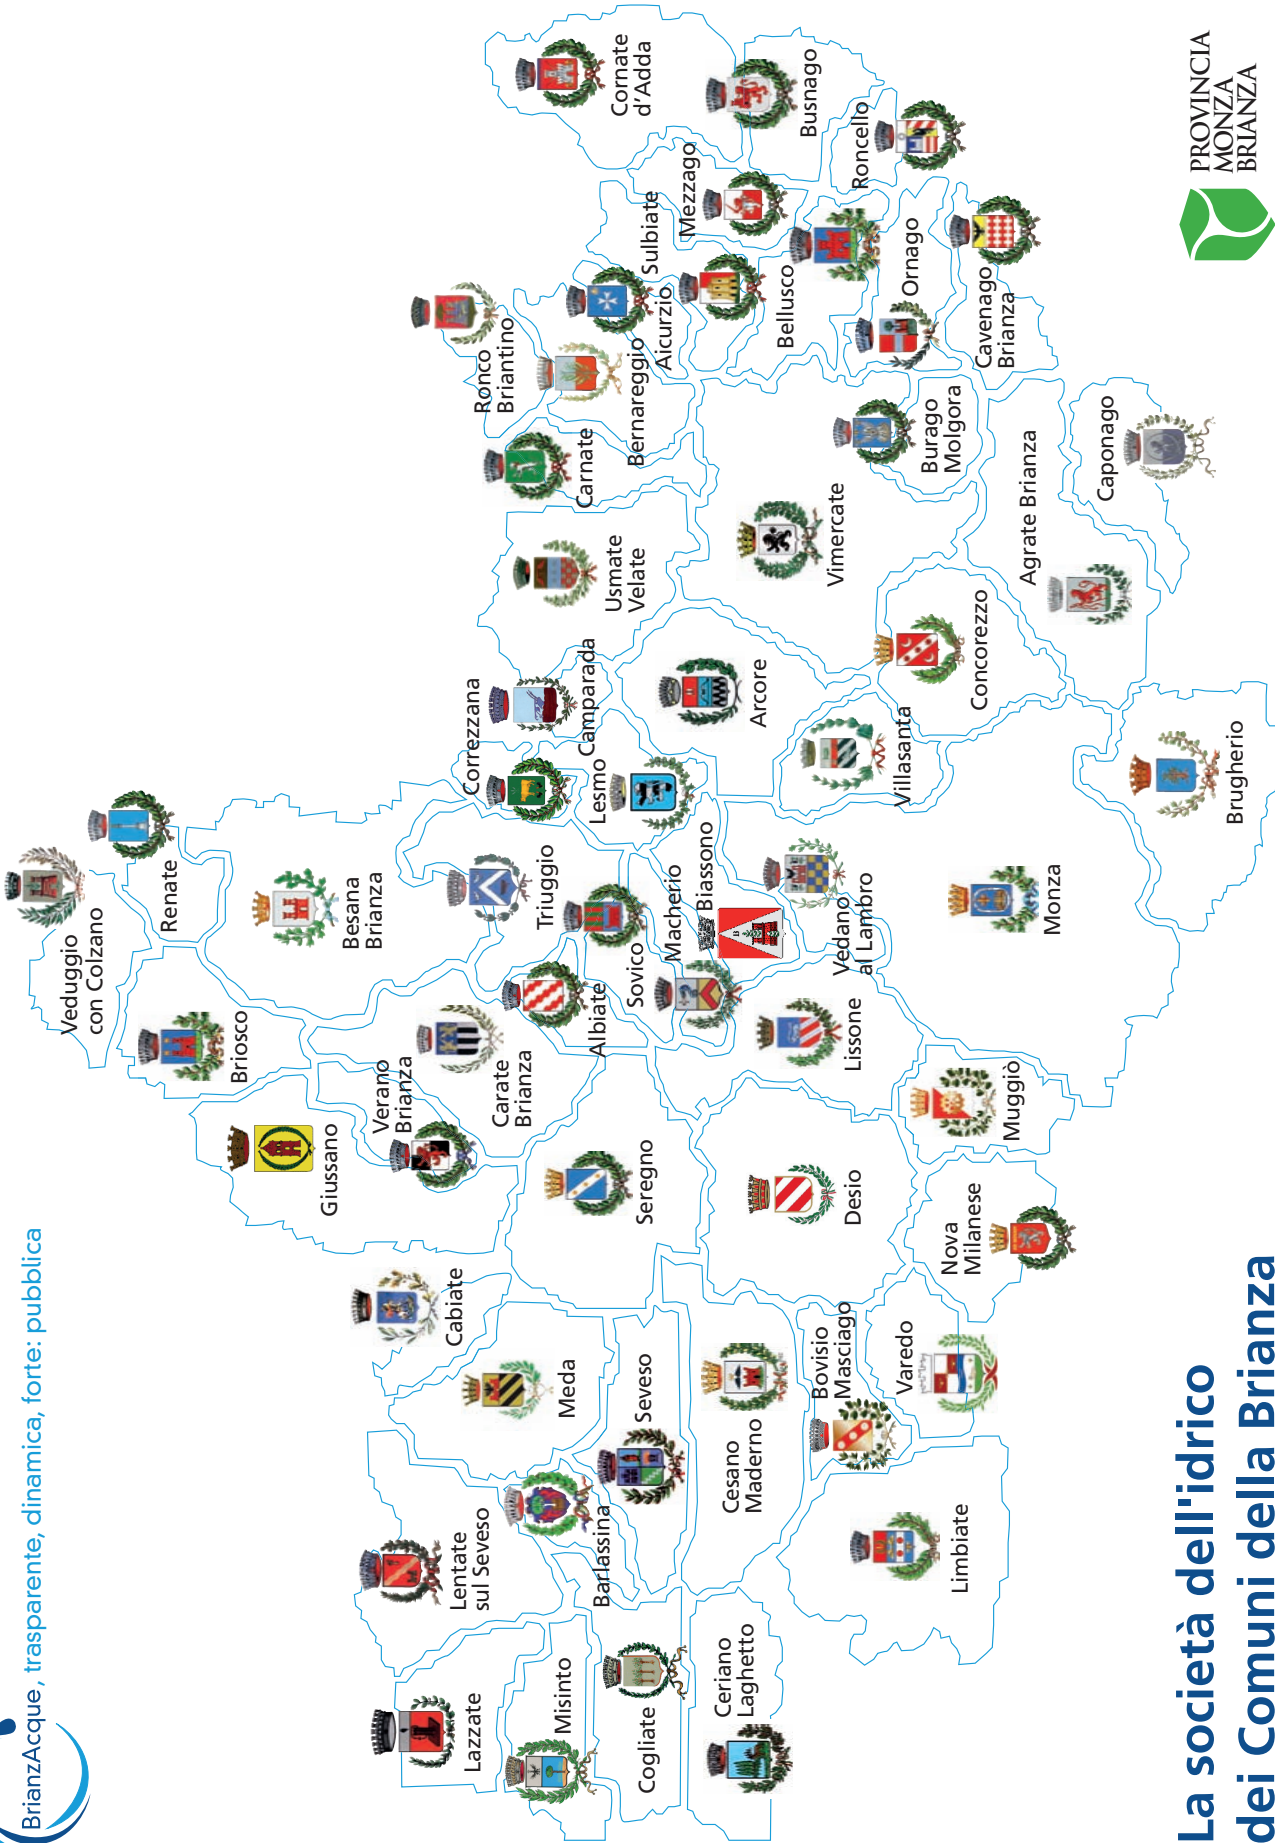 BrianzAcque, trasparente, dinamica, forte: pubblica
Veduggio
con Colzano
Renate
Briosco
Besana
Brianza
Giussano
Verano
Brianza
Carate
Brianza
Triuggio
Correzzana
Camparada
Lesmo
Albiate
Sovico
Macherio
Biassono
Usmate
Velate
Carnate
Ronco
Briantino
Bernareggio
Aicurzio
Sulbiate
Mezzago
Cornate
d'Adda
Busnago
Roncello
Bellusco
Ornago
Cavenago
Brianza
Cabiate
Meda
Lentate
sul Seveso
Lazzate
Misinto
Cogliate
Ceriano
Laghetto
Barlassina
Seveso
Seregno
Cesano
Maderno
Bovisio
Masciago
Desio
Lissone
Vedano
al Lambro
Arcore
Villasanta
Vimercate
Burago
Molgora
Concorezzo
Agrate Brianza
Caponago
Limbiate
Varedo
Nova
Milanese
Muggiò
Monza
Brugherio
La società dell'idrico
dei Comuni della Brianza
PROVINCIA
MONZA
BRIANZA